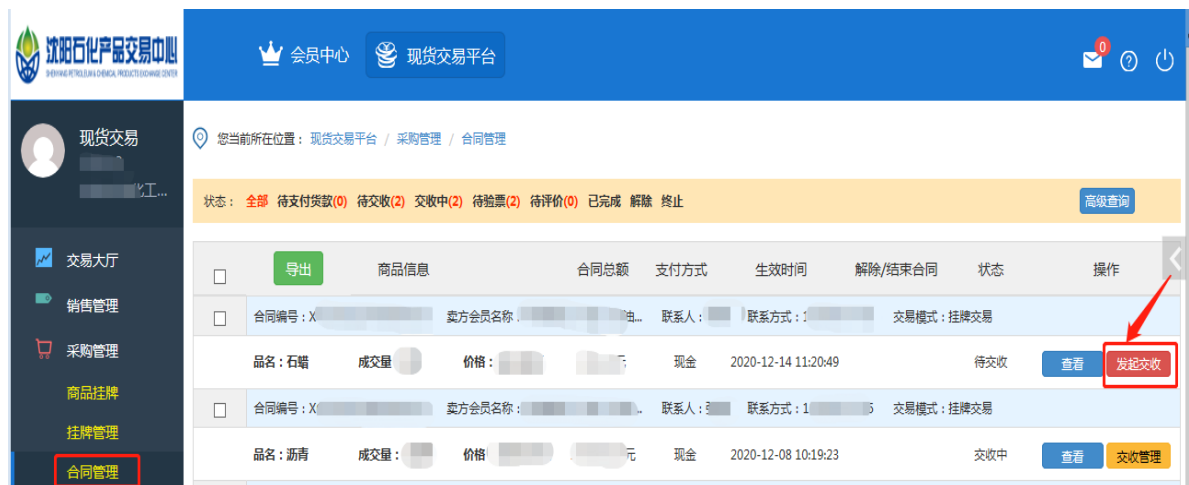 沈阳石化产品交易中心
SHENYANG PETROLEUM & CHEMICAL PRODUCTS EXCHANGE CENTER
会员中心 现货交易平台 0
现货交易
化工...
您当前所在位置： 现货交易平台 / 采购管理 / 合同管理
状态： 全部 待支付货款(0) 待交收(2) 交收中(2) 待验票(2) 待评价(0) 已完成 解除 终止 高级查询
交易大厅
销售管理
采购管理
商品挂牌
挂牌管理
合同管理
导出 商品信息 合同总额 支付方式 生效时间 解除/结束合同 状态 操作
合同编号：X 卖方会员名称 油... 联系人： 联系方式：1 交易模式：挂牌交易
品名：石蜡 成交量 价格： 元 现金 2020-12-14 11:20:49 待交收 查看 发起交收
合同编号：X 卖方会员名称： 联系人： 联系方式：1 5 交易模式：挂牌交易
品名：沥青 成交量： 价格 元 现金 2020-12-08 10:19:23 交收中 查看 交收管理